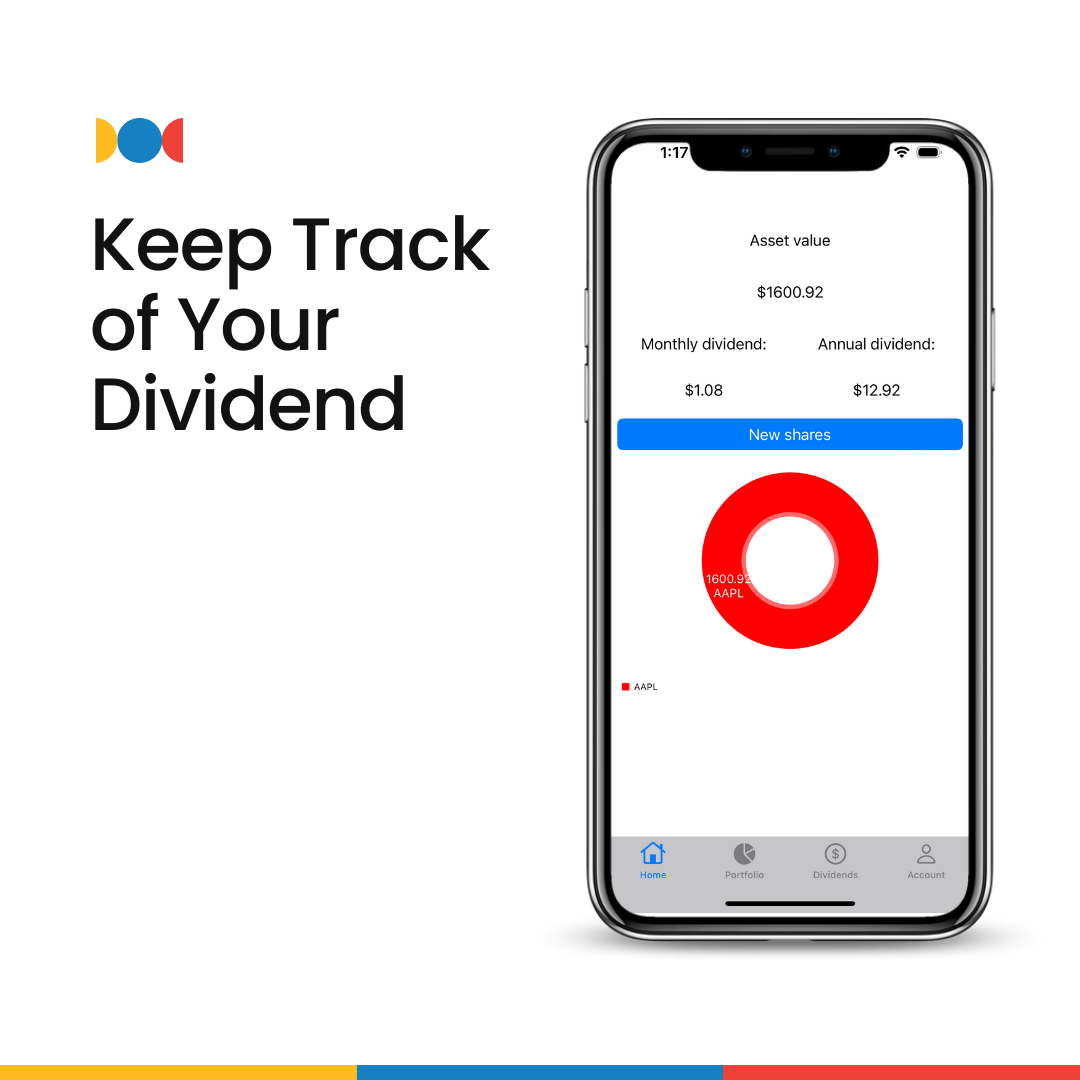 Keep Track
of Your
Dividend
1:17
Asset value
$1600.92
Monthly dividend: Annual dividend:
$1.08 $12.92
New shares
1600.92
AAPL
AAPL
Home Portfolio Dividends Account